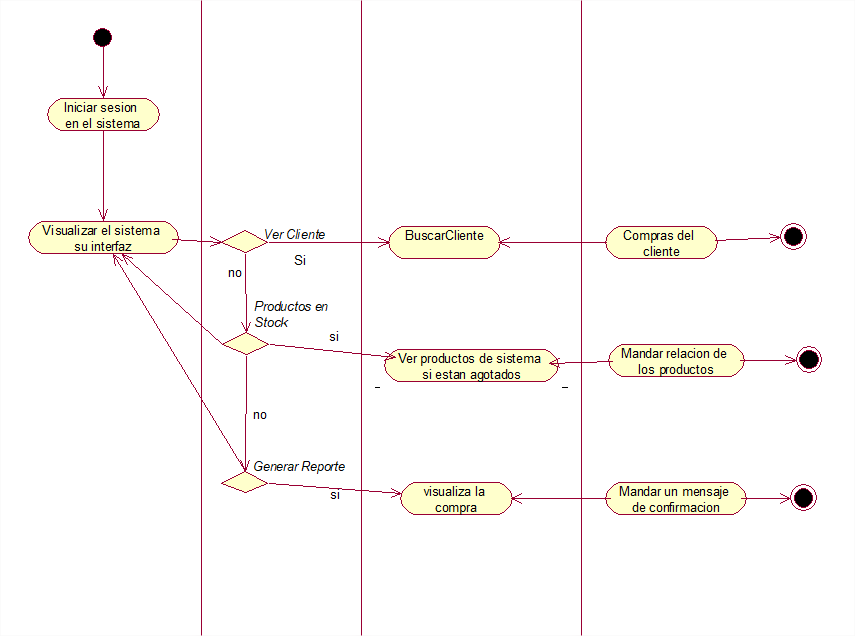 Iniciar sesion
en el sistema
Visualizar el sistema
su interfaz
Ver Cliente
Si
no
BuscarCliente
Compras del
cliente
Productos en
Stock
si
no
Ver productos de sistema
si estan agotados
Mandar relacion de
los productos
Generar Reporte
si
visualiza la
compra
Mandar un mensaje
de confirmacion